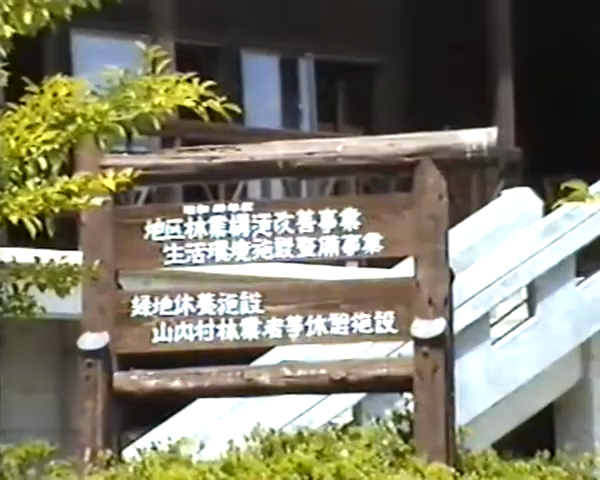 地区林業構造改善事業
生活環境施設整備事業
緑地休養施設
山内村林業者等休憩施設